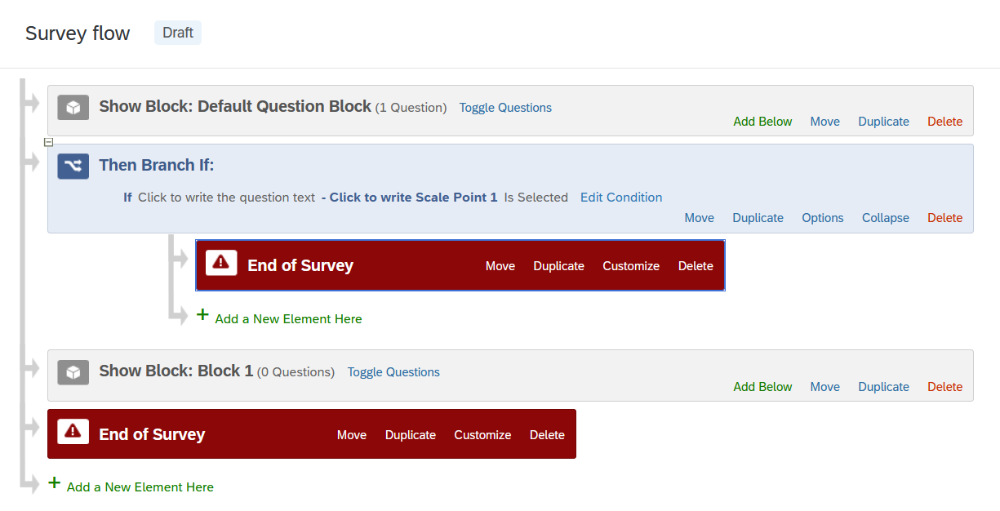 Survey flow Draft
Show Block: Default Question Block (1 Question) Toggle Questions
Add Below Move Duplicate Delete
Then Branch If:
If Click to write the question text - Click to write Scale Point 1 Is Selected Edit Condition
Move Duplicate Options Collapse Delete
End of Survey Move Duplicate Customize Delete
+ Add a New Element Here
Show Block: Block 1 (0 Questions) Toggle Questions
Add Below Move Duplicate Delete
End of Survey Move Duplicate Customize Delete
+ Add a New Element Here